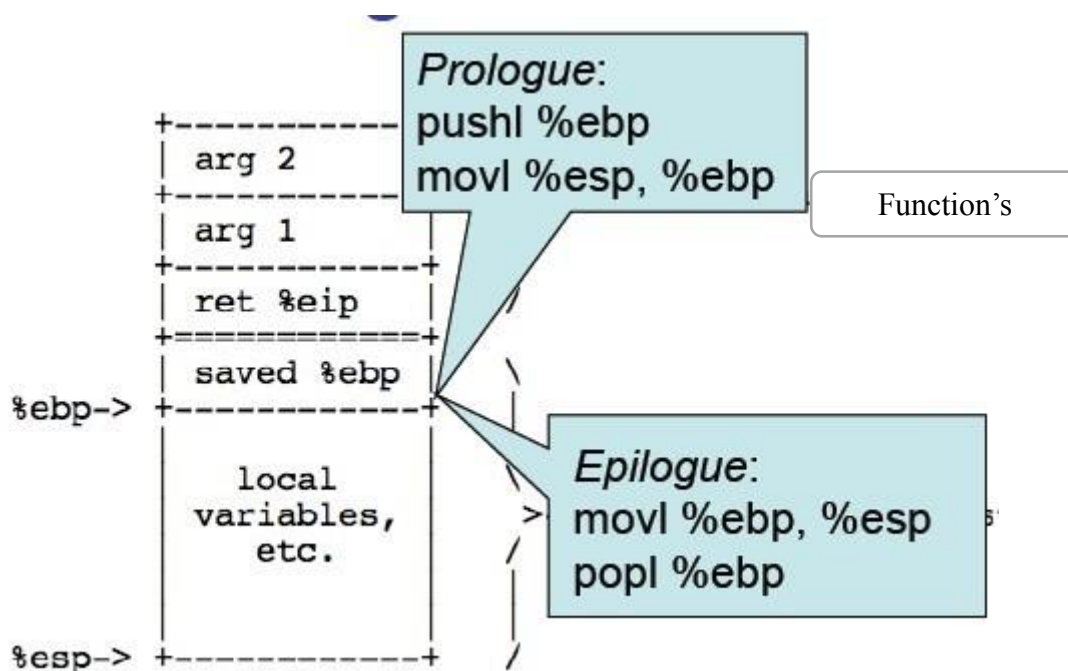 Prologue:
pushl %ebp
movl %esp, %ebp
Function's
arg 2
arg 1
ret %eip
saved %ebp
%ebp->
local
variables,
etc.
>
Epilogue:
movl %ebp, %esp
popl %ebp
%esp->